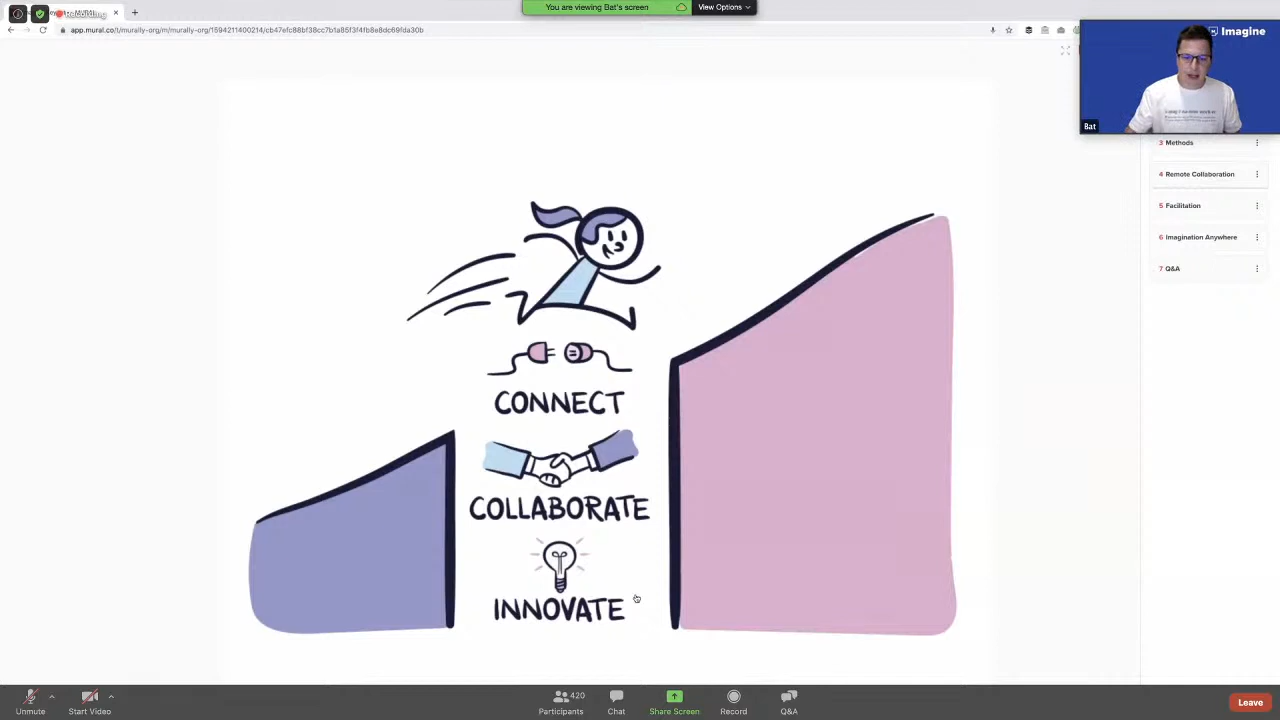 Recording
You are viewing Bat's screen
View Options
app.mural.co/t/murally-org/m/murally-org/1594211400214/cb47efc88bf38cc7b1a85f3f4fb8e8dc69fda30b
Imagine
Bat
3 Methods
4 Remote Collaboration
5 Facilitation
6 Imagination Anywhere
7 Q&A
CONNECT
COLLABORATE
INNOVATE
Unmute
Start Video
420
Participants
Chat
Share Screen
Record
Q&A
Leave